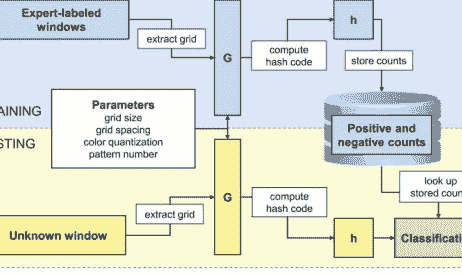 Expert-labeled
windows
extract grid
G
compute
hash code
h
store counts
AINING
STING
Parameters
grid size
grid spacing
color quantization
pattern number
Positive and
negative counts
look up
stored coun
Unknown window
extract grid
G
compute
hash code
h
Classificati